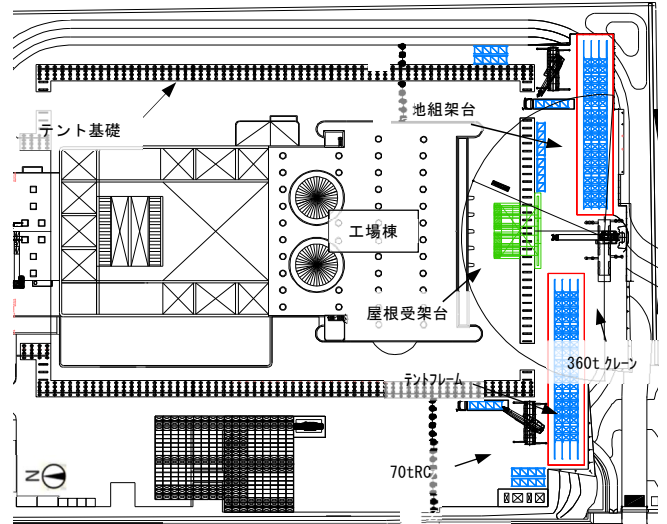 地組架台
テント基礎
工場棟
屋根受架台
360t クレーン
テントフレーム
70tRC
N